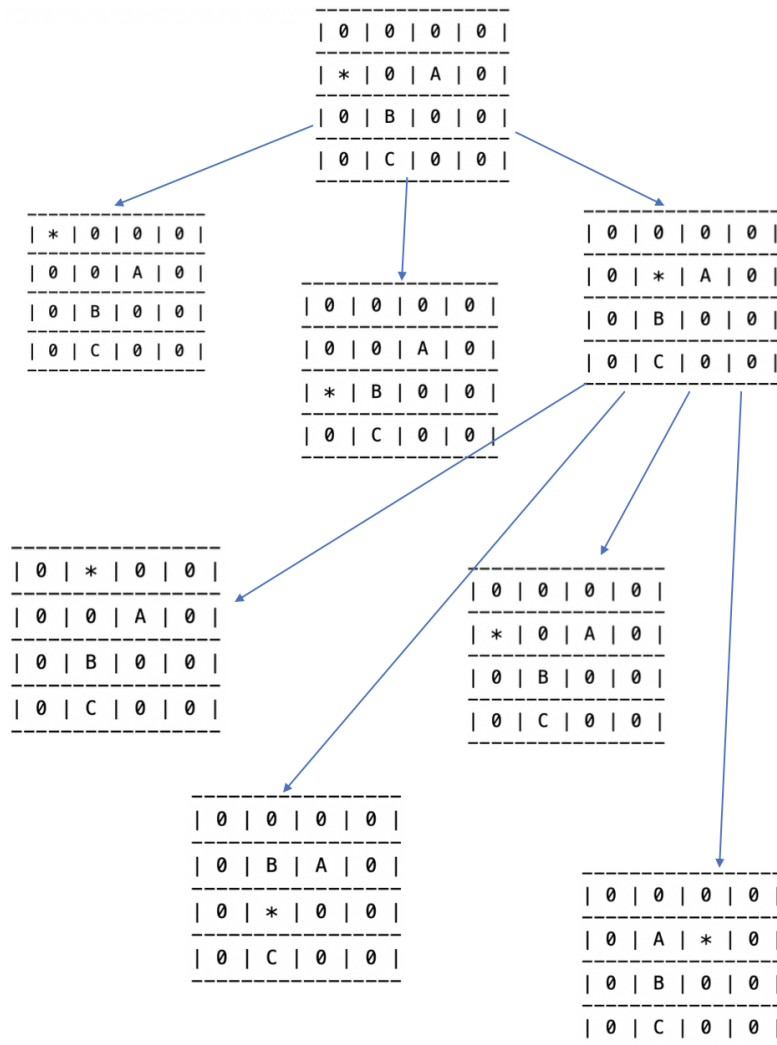 | 0 | 0 | 0 | 0 |
| * | 0 | A | 0 |
| 0 | B | 0 | 0 |
| 0 | C | 0 | 0 |
| * | 0 | 0 | 0 |
| 0 | 0 | A | 0 |
| 0 | B | 0 | 0 |
| 0 | C | 0 | 0 |
| 0 | 0 | 0 | 0 |
| 0 | 0 | A | 0 |
| * | B | 0 | 0 |
| 0 | C | 0 | 0 |
| 0 | 0 | 0 | 0 |
| 0 | * | A | 0 |
| 0 | B | 0 | 0 |
| 0 | C | 0 | 0 |
| 0 | * | 0 | 0 |
| 0 | 0 | A | 0 |
| 0 | B | 0 | 0 |
| 0 | C | 0 | 0 |
| 0 | 0 | 0 | 0 |
| * | 0 | A | 0 |
| 0 | B | 0 | 0 |
| 0 | C | 0 | 0 |
| 0 | 0 | 0 | 0 |
| 0 | B | A | 0 |
| 0 | * | 0 | 0 |
| 0 | C | 0 | 0 |
| 0 | 0 | 0 | 0 |
| 0 | A | * | 0 |
| 0 | B | 0 | 0 |
| 0 | C | 0 | 0 |